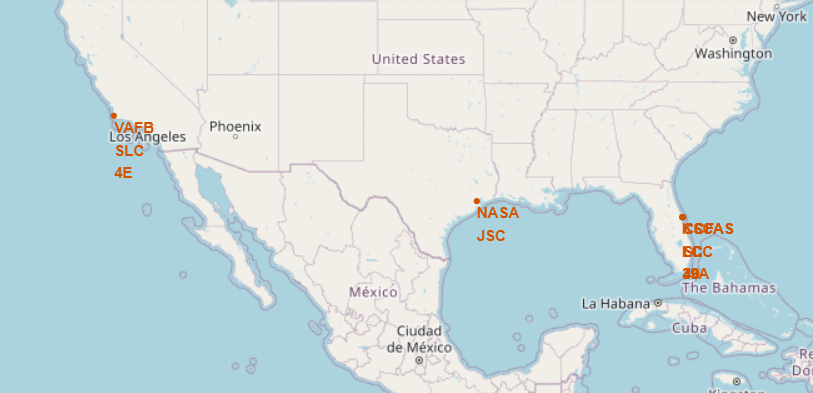 New York
Washington
United States
Phoenix
VAFB
Los Angeles
SLC
4E
NASA
JSC
México
The Bahamas
La Habana
Cuba
Ciudad
de México
Kingston